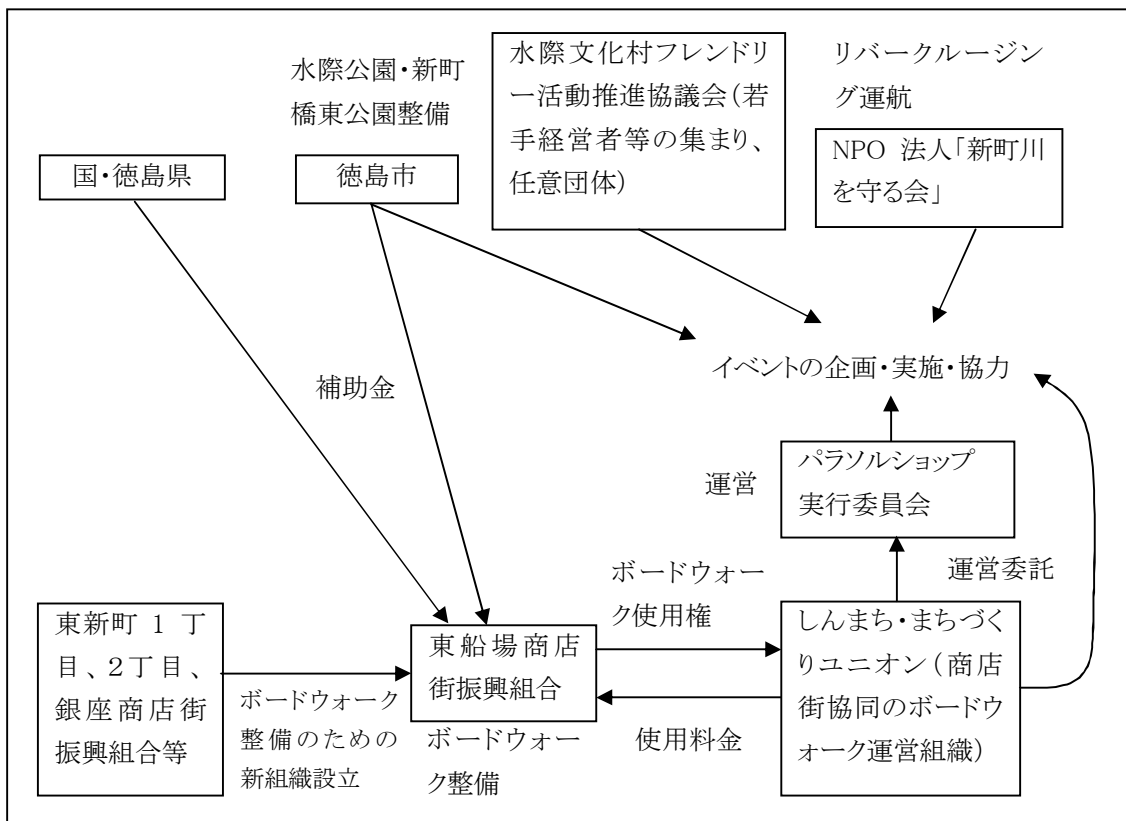 水際公園・新町
橋東公園整備
水際文化村フレンドリ
ー活動推進協議会（若
手経営者等の集まり、
任意団体）
リバークルージン
グ運航
NPO 法人「新町川
を守る会」
国・徳島県
徳島市
イベントの企画・実施・協力
補助金
運営
パラソルショップ
実行委員会
運営委託
ボードウォー
ク使用権
東新町 1 丁
目、2丁目、
銀座商店街
振興組合等
ボードウォーク
整備のための
新組織設立
東船場商店
街振興組合
ボードウォー
ク整備
使用料金
しんまち・まちづく
りユニオン（商店
街協同のボードウ
ォーク運営組織）